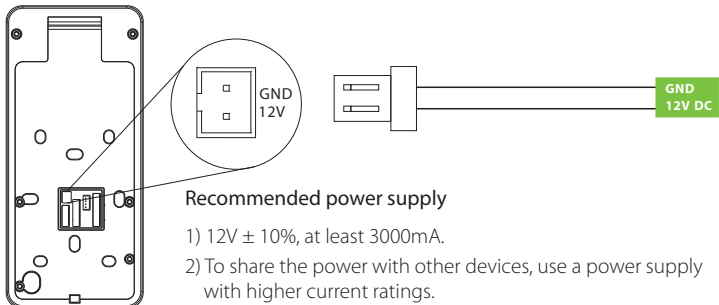 GND
12V
GND
12V DC
Recommended power supply
1) 12V ± 10%, at least 3000mA.
2) To share the power with other devices, use a power supply
with higher current ratings.